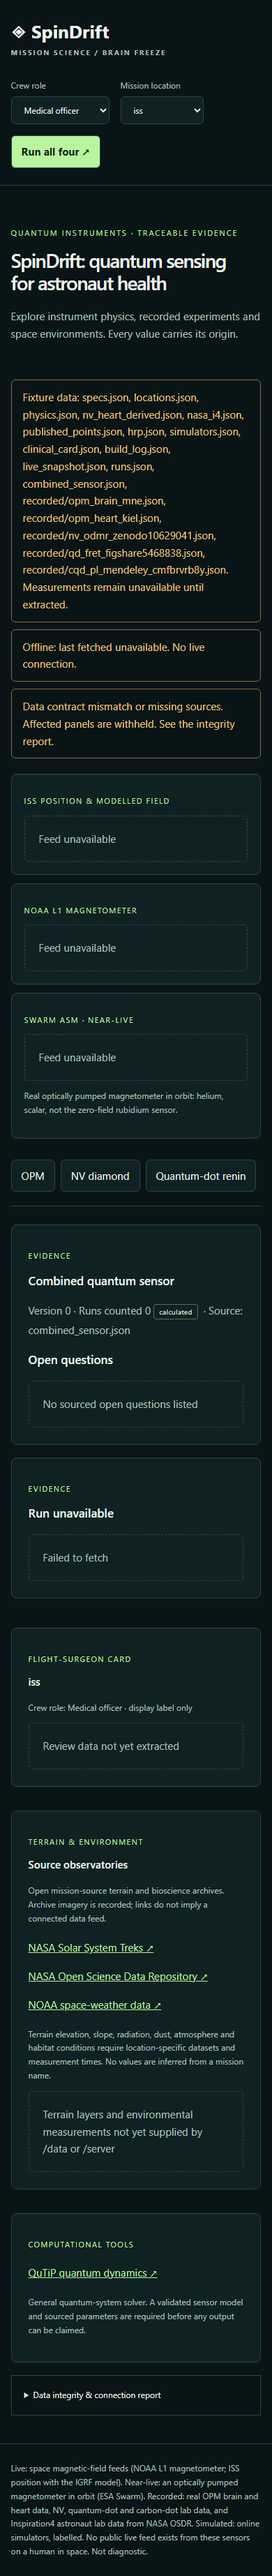 SpinDrift
MISSION SCIENCE / BRAIN FREEZE
Crew role
Mission location
Medical officer
iss
Run all four ↗
QUANTUM INSTRUMENTS · TRACEABLE EVIDENCE
SpinDrift: quantum sensing
for astronaut health
Explore instrument physics, recorded experiments and
space environments. Every value carries its origin.
Fixture data: specs.json, locations.json,
physics.json, nv_heart_derived.json, nasa_i4.json,
published_points.json, hrp.json, simulators.json,
clinical_card.json, build_log.json,
live_snapshot.json, runs.json,
combined_sensor.json,
recorded/opm_brain_mne.json,
recorded/opm_heart_kiel.json,
recorded/nv_odmr_zenodo10629041.json,
recorded/qd_fret_figshare5468838.json,
recorded/cqd_pl_mendeley_cmfbrvrb8y.json.
Measurements remain unavailable until
extracted.
Offline: last fetched unavailable. No live
connection.
Data contract mismatch or missing sources.
Affected panels are withheld. See the integrity
report.
ISS POSITION & MODELLED FIELD
Feed unavailable
NOAA L1 MAGNETOMETER
Feed unavailable
SWARM ASM · NEAR-LIVE
Feed unavailable
Real optically pumped magnetometer in orbit: helium,
scalar, not the zero-field rubidium sensor.
OPM
NV diamond
Quantum-dot renin
EVIDENCE
Combined quantum sensor
Version 0 · Runs counted 0 calculated · Source:
combined_sensor.json
Open questions
No sourced open questions listed
EVIDENCE
Run unavailable
Failed to fetch
FLIGHT-SURGEON CARD
iss
Crew role: Medical officer · display label only
Review data not yet extracted
TERRAIN & ENVIRONMENT
Source observatories
Open mission-source terrain and bioscience archives.
Archive imagery is recorded; links do not imply a
connected data feed.
NASA Solar System Treks ↗
NASA Open Science Data Repository ↗
NOAA space-weather data ↗
Terrain elevation, slope, radiation, dust, atmosphere and
habitat conditions require location-specific datasets and
measurement times. No values are inferred from a mission
name.
Terrain layers and environmental
measurements not yet supplied by
/data or /server
COMPUTATIONAL TOOLS
QuTiP quantum dynamics ↗
General quantum-system solver. A validated sensor model
and sourced parameters are required before any output
can be claimed.
▶ Data integrity & connection report
Live: space magnetic-field feeds (NOAA L1 magnetometer; ISS
position with the IGRF model). Near-live: an optically pumped
magnetometer in orbit (ESA Swarm). Recorded: real OPM brain and
heart data, NV, quantum-dot and carbon-dot lab data, and
Inspiration4 astronaut lab data from NASA OSDR. Simulated: online
simulators, labelled. No public live feed exists from these sensors
on a human in space. Not diagnostic.